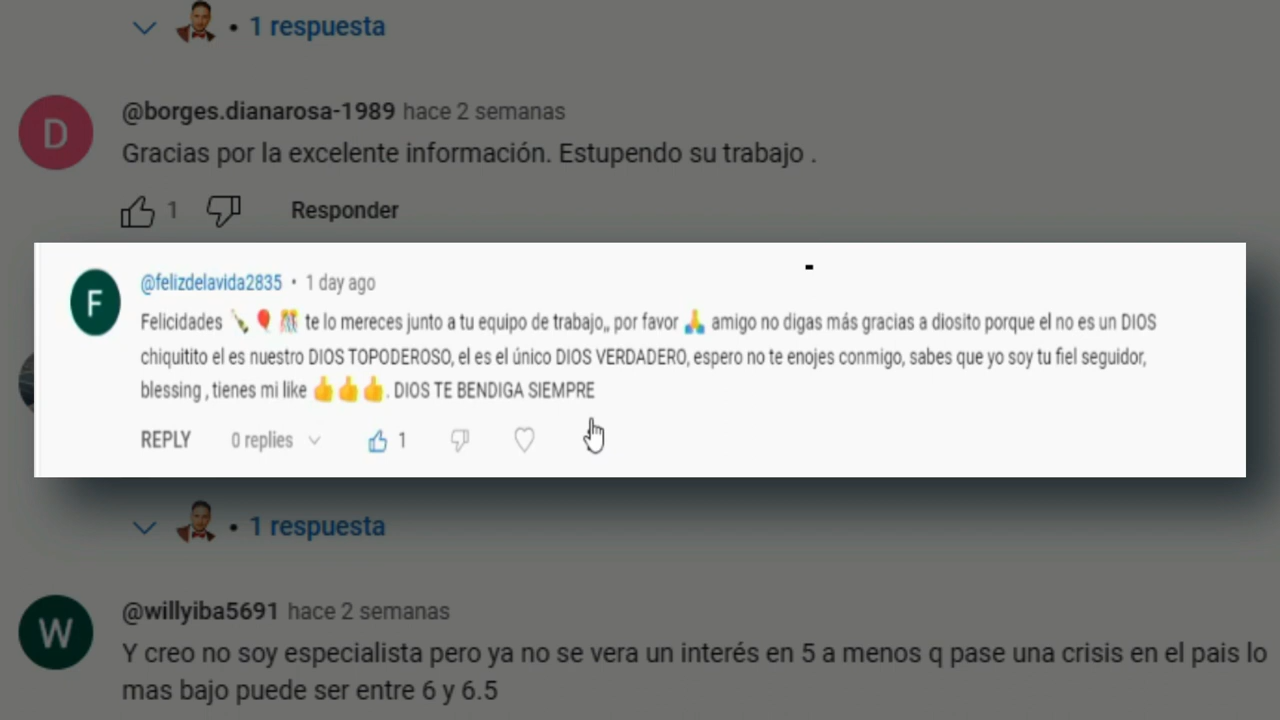 • 1 respuesta
D
@borges.dianarosa-1989 hace 2 semanas
Gracias por la excelente información. Estupendo su trabajo .
1 Responder
F
@felizdelavida2835 • 1 day ago
Felicidades 🍾 🎈 🎊 te lo mereces junto a tu equipo de trabajo,, por favor 🙏 amigo no digas más gracias a diosito porque el no es un DIOS
chiquitito el es nuestro DIOS TOPODEROSO, el es el único DIOS VERDADERO, espero no te enojes conmigo, sabes que yo soy tu fiel seguidor,
blessing , tienes mi like 👍👍👍. DIOS TE BENDIGA SIEMPRE
REPLY 0 replies 1
• 1 respuesta
W
@willyiba5691 hace 2 semanas
Y creo no soy especialista pero ya no se vera un interés en 5 a menos q pase una crisis en el pais lo
mas bajo puede ser entre 6 y 6.5